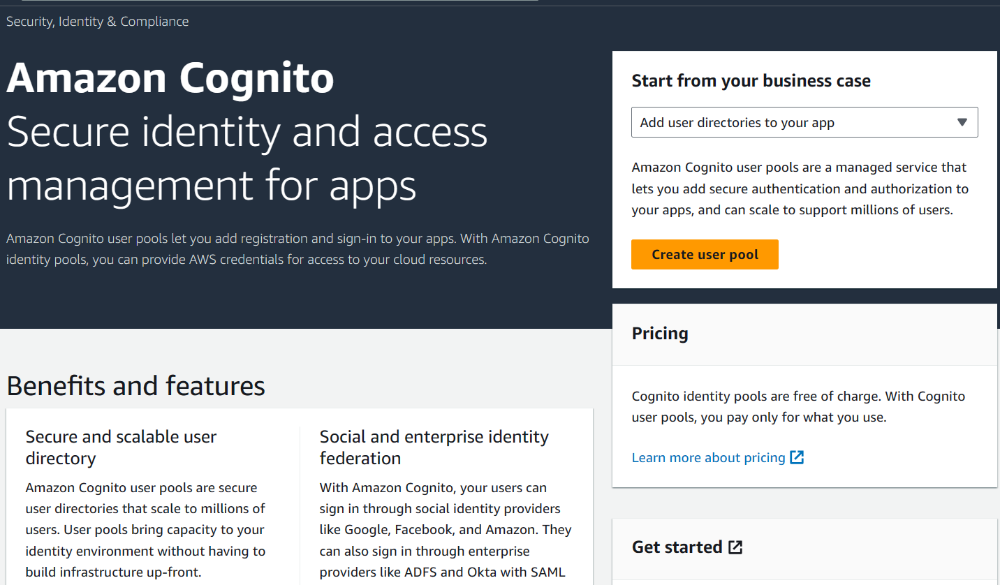 Security, Identity & Compliance
Amazon Cognito
Secure identity and access
management for apps
Amazon Cognito user pools let you add registration and sign-in to your apps. With Amazon Cognito
identity pools, you can provide AWS credentials for access to your cloud resources.
Start from your business case
Add user directories to your app
Amazon Cognito user pools are a managed service that
lets you add secure authentication and authorization to
your apps, and can scale to support millions of users.
Create user pool
Pricing
Cognito identity pools are free of charge. With Cognito
user pools, you pay only for what you use.
Learn more about pricing
Get started
Benefits and features
Secure and scalable user
directory
Amazon Cognito user pools are secure
user directories that scale to millions of
users. User pools bring capacity to your
identity environment without having to
build infrastructure up-front.
Social and enterprise identity
federation
With Amazon Cognito, your users can
sign in through social identity providers
like Google, Facebook, and Amazon. They
can also sign in through enterprise
providers like ADFS and Okta with SAML